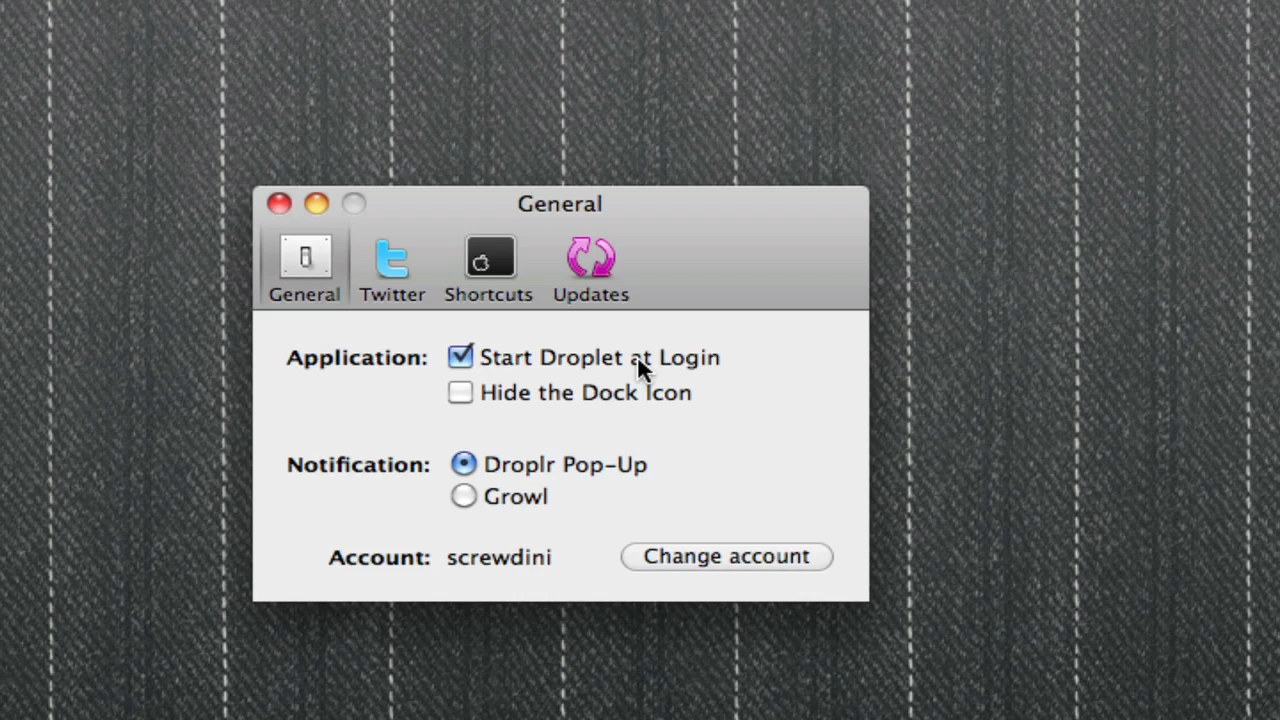 General
General Twitter Shortcuts Updates
Application: Start Droplet at Login
Hide the Dock Icon
Notification: Droplr Pop-Up
Growl
Account: screwdini Change account